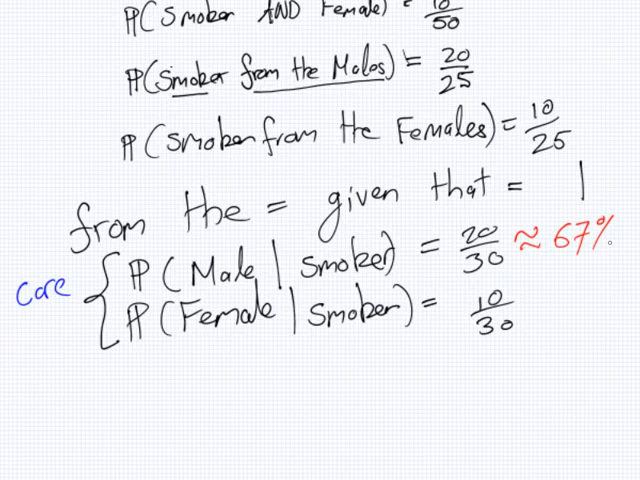 P(Smoker AND Female) = 10/50
P(Smoker from the Males) = 20/25
P(Smoker from the Females) = 10/25
from the = given that = |
Care { P(Male | Smoker) = 20/30 ≈ 67%
P(Female | Smoker) = 10/30